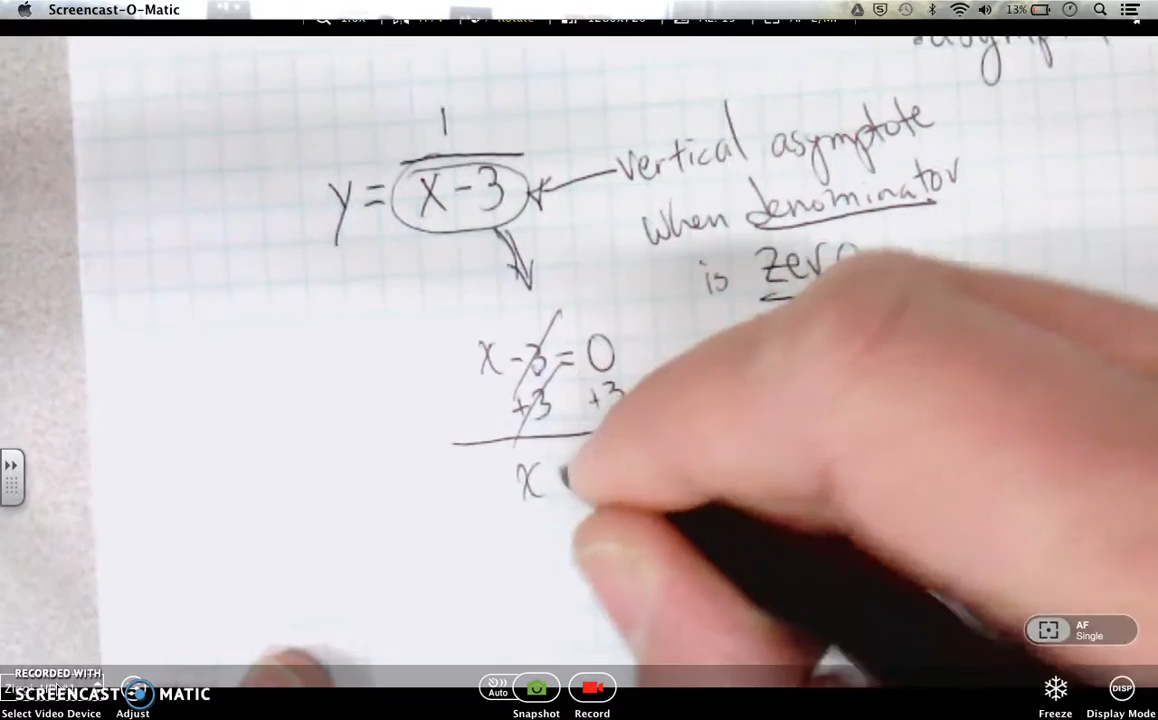 Screencast-O-Matic
13%
y = 1 / x - 3
vertical asymptote
when denominator
is zero
x - 3 = 0
+3 +3
x
AF
Single
RECORDED WITH
SCREENCAST MATIC
Auto
Select Video Device
Adjust
Snapshot
Record
Freeze
DISP
Display Mode